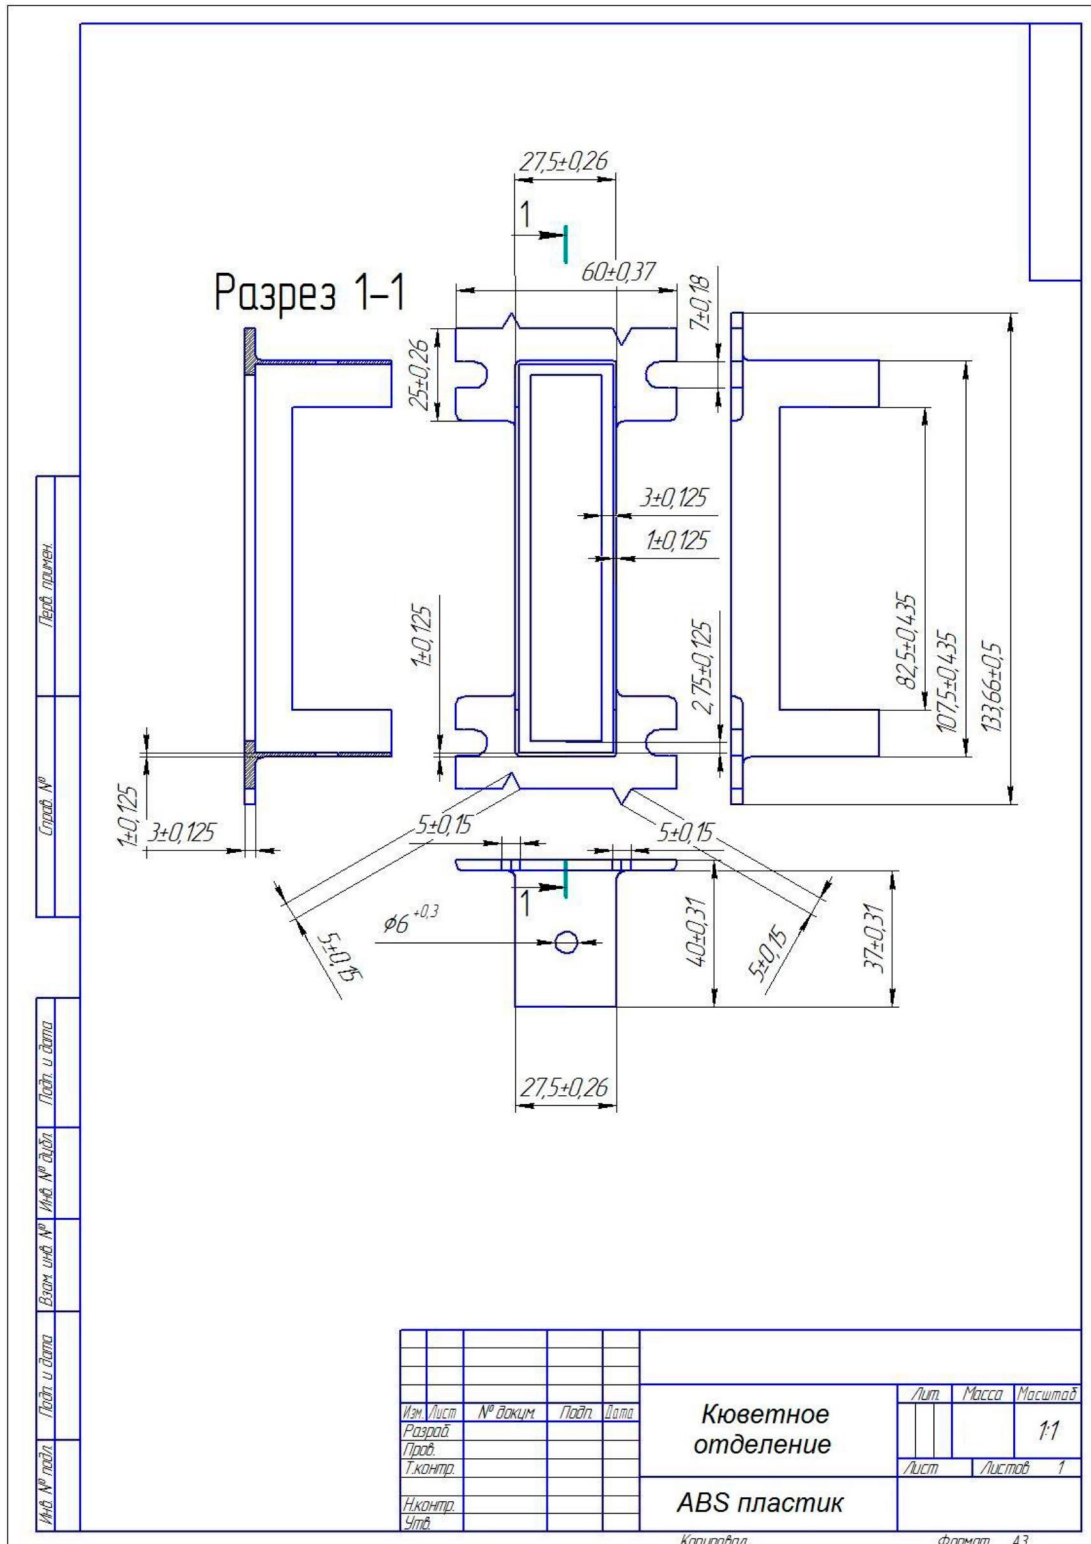 27,5±0,26
1
60±0,37
Разрез 1-1
7±0,18
25±0,26
3±0,125
1±0,125
1±0,125
2,75±0,125
82,5±0,435
107,5±0,435
133,66±0,5
1±0,125
3±0,125
5±0,15
5±0,15
1
φ6 +0,3
5±0,15
40±0,31
5±0,15
37±0,31
27,5±0,26
Перв. примен.
Справ. №
Подп. и дата
Инв. № дубл.
Взам. инв. №
Подп. и дата
Инв. № подл.
Изм. Лист № докум. Подп. Дата
Разраб.
Пров.
Т.контр.
Н.контр.
Утв.
Кюветное
отделение
ABS пластик
Лит. Масса Масштаб
1:1
Лист Листов 1
Копировал Формат А3